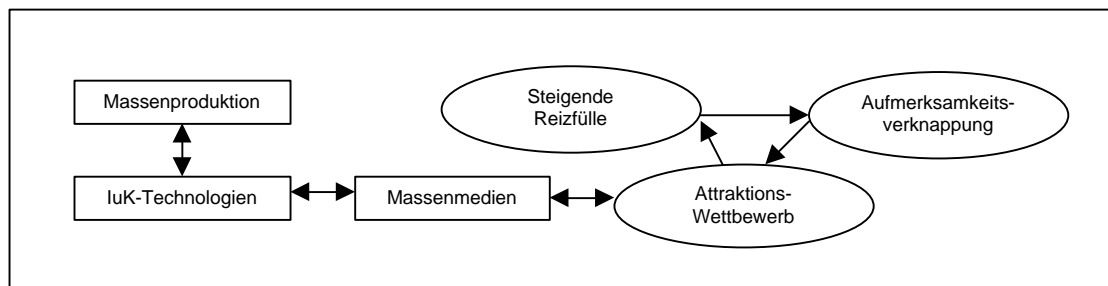 Massenproduktion
Steigende
Reizfülle
Aufmerksamkeits-
verknappung
IuK-Technologien
Massenmedien
Attraktions-
Wettbewerb